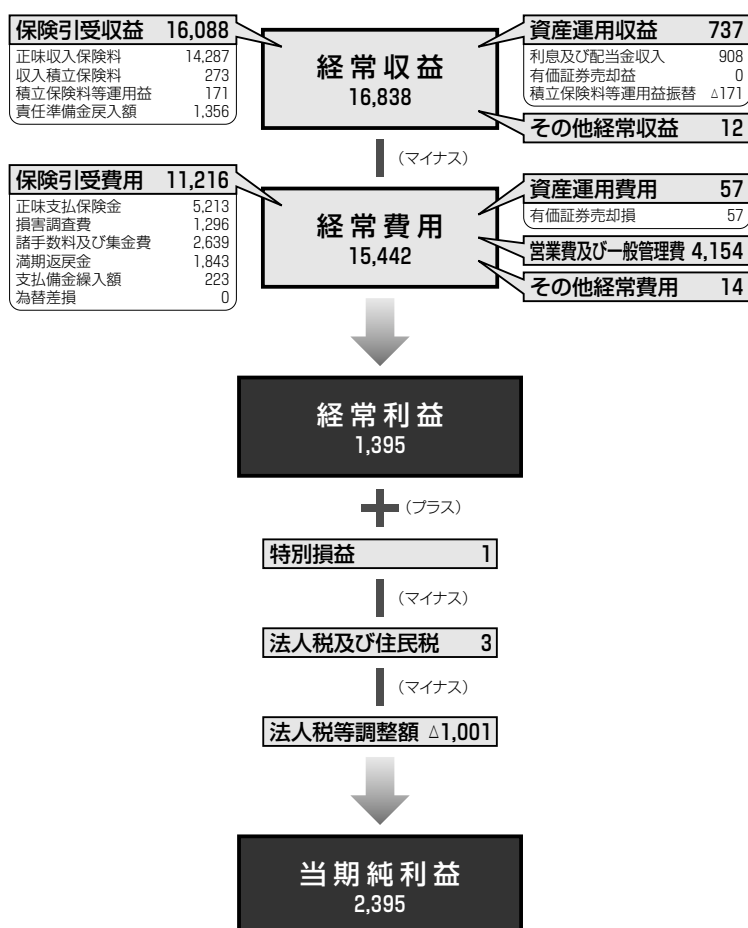 保険引受収益 16,088
正味収入保険料 14,287
収入積立保険料 273
積立保険料等運用益 171
責任準備金戻入額 1,356
経常収益
16,838
資産運用収益 737
利息及び配当金収入 908
有価証券売却益 0
積立保険料等運用益振替 △171
その他経常収益 12
(マイナス)
保険引受費用 11,216
正味支払保険金 5,213
損害調査費 1,296
諸手数料及び集金費 2,639
満期返戻金 1,843
支払備金繰入額 223
為替差損 0
経常費用
15,442
資産運用費用 57
有価証券売却損 57
営業費及び一般管理費 4,154
その他経常費用 14
経常利益
1,395
(プラス)
特別損益 1
(マイナス)
法人税及び住民税 3
(マイナス)
法人税等調整額 △1,001
当期純利益
2,395